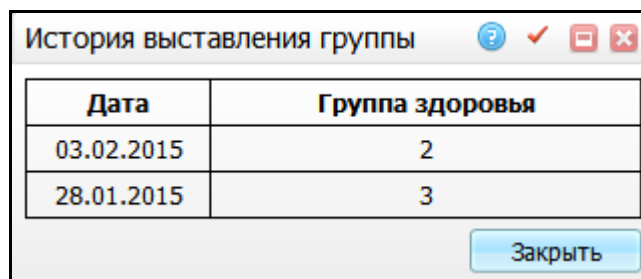 История выставления группы
Дата Группа здоровья
03.02.2015 2
28.01.2015 3
Закрыть